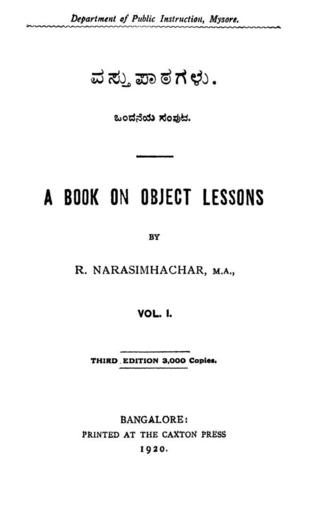 Department of Public Instruction, Mysore.
ವಸ್ತುಪಾಠಗಳು.
ಒಂದನೆಯ ಸಂಪುಟ.
A BOOK ON OBJECT LESSONS
BY
R. NARASIMHACHAR, M.A.,
VOL. I.
THIRD EDITION 3,000 Copies.
BANGALORE:
PRINTED AT THE CAXTON PRESS
1920.